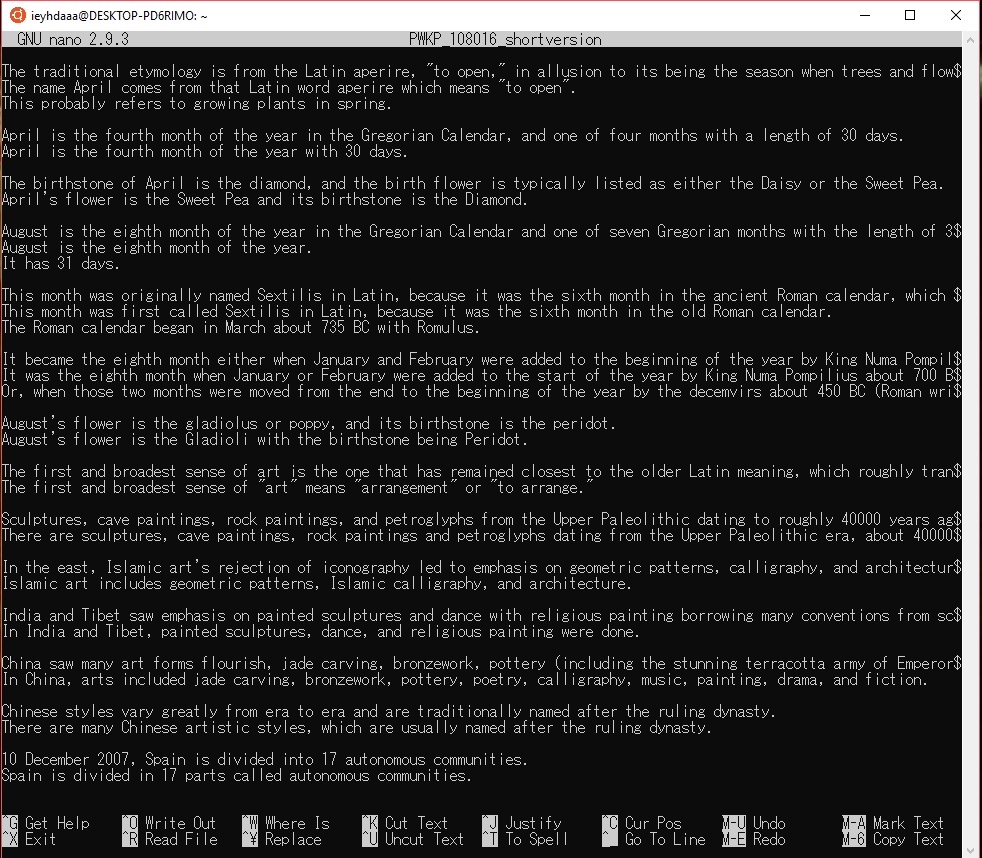 ieyhdaaa@DESKTOP-PD6RIMO: ~
GNU nano 2.9.3 PWKP_108016_shortversion
The traditional etymology is from the Latin aperire, "to open," in allusion to its being the season when trees and flow$
The name April comes from that Latin word aperire which means "to open".
This probably refers to growing plants in spring.
April is the fourth month of the year in the Gregorian Calendar, and one of four months with a length of 30 days.
April is the fourth month of the year with 30 days.
The birthstone of April is the diamond, and the birth flower is typically listed as either the Daisy or the Sweet Pea.
April's flower is the Sweet Pea and its birthstone is the Diamond.
August is the eighth month of the year in the Gregorian Calendar and one of seven Gregorian months with the length of 3$
August is the eighth month of the year.
It has 31 days.
This month was originally named Sextilis in Latin, because it was the sixth month in the ancient Roman calendar, which $
This month was first called Sextilis in Latin, because it was the sixth month in the old Roman calendar.
The Roman calendar began in March about 735 BC with Romulus.
It became the eighth month either when January and February were added to the beginning of the year by King Numa Pompil$
It was the eighth month when January or February were added to the start of the year by King Numa Pompilius about 700 B$
Or, when those two months were moved from the end to the beginning of the year by the decemvirs about 450 BC (Roman wri$
August's flower is the gladiolus or poppy, and its birthstone is the peridot.
August's flower is the Gladioli with the birthstone being Peridot.
The first and broadest sense of art is the one that has remained closest to the older Latin meaning, which roughly tran$
The first and broadest sense of "art" means "arrangement" or "to arrange."
Sculptures, cave paintings, rock paintings, and petroglyphs from the Upper Paleolithic dating to roughly 40000 years ag$
There are sculptures, cave paintings, rock paintings and petroglyphs dating from the Upper Paleolithic era, about 40000$
In the east, Islamic art's rejection of iconography led to emphasis on geometric patterns, calligraphy, and architectur$
Islamic art includes geometric patterns, Islamic calligraphy, and architecture.
India and Tibet saw emphasis on painted sculptures and dance with religious painting borrowing many conventions from sc$
In India and Tibet, painted sculptures, dance, and religious painting were done.
China saw many art forms flourish, jade carving, bronzework, pottery (including the stunning terracotta army of Emperor$
In China, arts included jade carving, bronzework, pottery, poetry, calligraphy, music, painting, drama, and fiction.
Chinese styles vary greatly from era to era and are traditionally named after the ruling dynasty.
There are many Chinese artistic styles, which are usually named after the ruling dynasty.
10 December 2007, Spain is divided into 17 autonomous communities.
Spain is divided in 17 parts called autonomous communities.
^G Get Help ^O Write Out ^W Where Is ^K Cut Text ^J Justify ^C Cur Pos M-U Undo M-A Mark Text
^X Exit ^R Read File ^¥ Replace ^U Uncut Text ^T To Spell ^_ Go To Line M-E Redo M-6 Copy Text